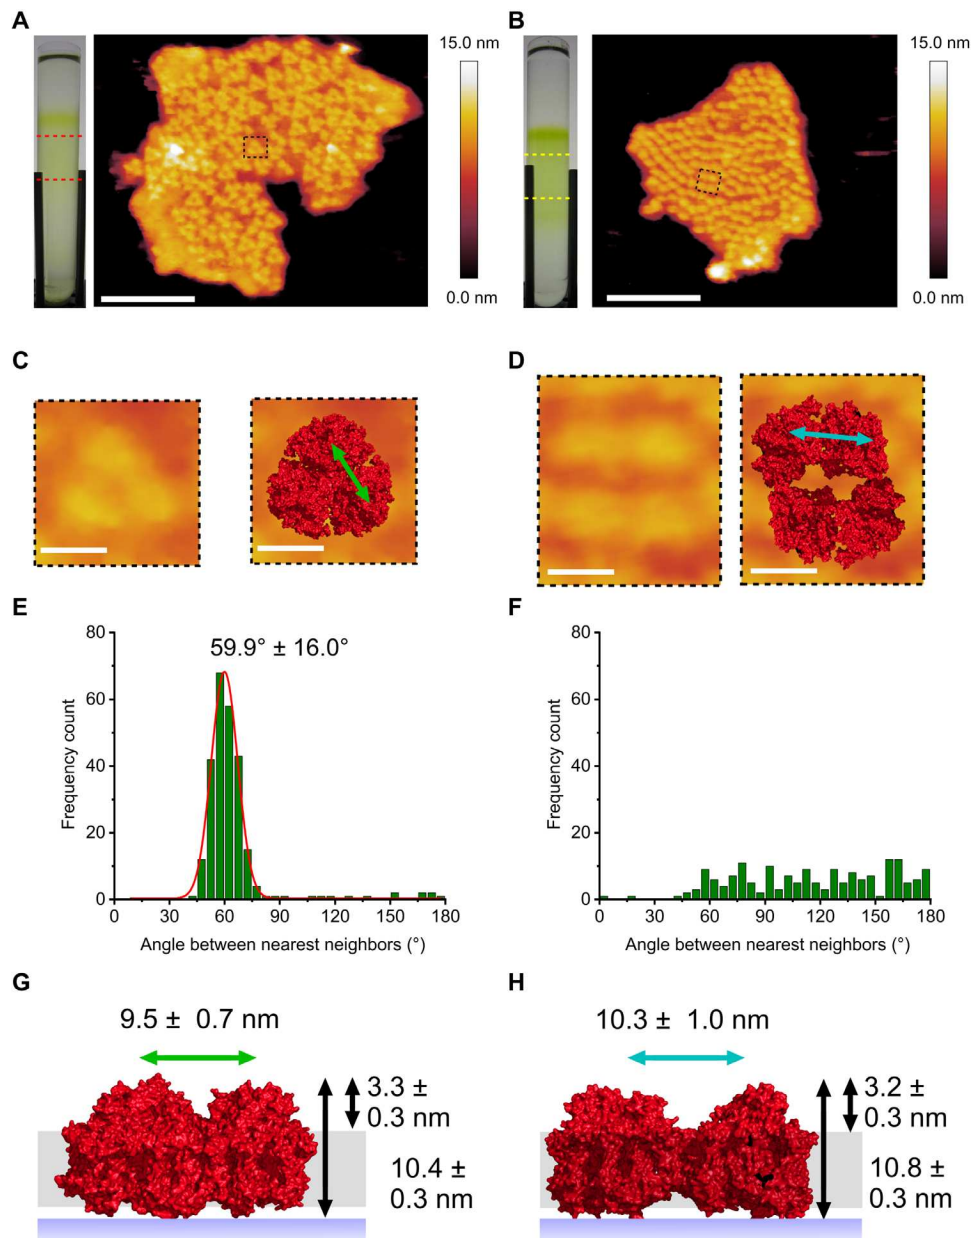 A
B
15.0 nm
0.0 nm
15.0 nm
0.0 nm
C
D
E
F
80
60
40
20
0
Frequency count
59.9° ± 16.0°
0 30 60 90 120 150 180
Angle between nearest neighbors (°)
80
60
40
20
0
Frequency count
0 30 60 90 120 150 180
Angle between nearest neighbors (°)
G
H
9.5 ± 0.7 nm
3.3 ±
0.3 nm
10.4 ±
0.3 nm
10.3 ± 1.0 nm
3.2 ±
0.3 nm
10.8 ±
0.3 nm